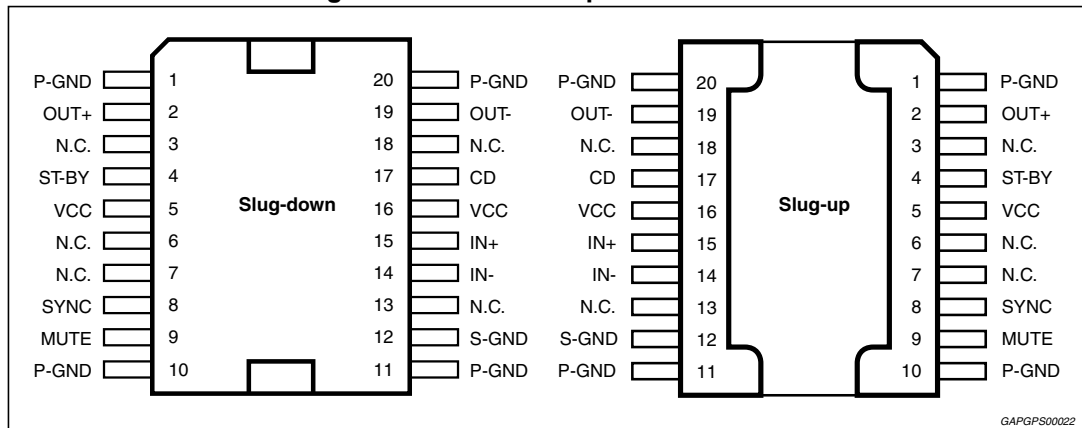 P-GND 1 20 P-GND P-GND 20 1 P-GND
OUT+ 2 19 OUT- OUT- 19 2 OUT+
N.C. 3 18 N.C. N.C. 18 3 N.C.
ST-BY 4 17 CD CD 17 4 ST-BY
VCC 5 Slug-down 16 VCC VCC 16 Slug-up 5 VCC
N.C. 6 15 IN+ IN+ 15 6 N.C.
N.C. 7 14 IN- IN- 14 7 N.C.
SYNC 8 13 N.C. N.C. 13 8 SYNC
MUTE 9 12 S-GND S-GND 12 9 MUTE
P-GND 10 11 P-GND P-GND 11 10 P-GND
GAPGPS00022